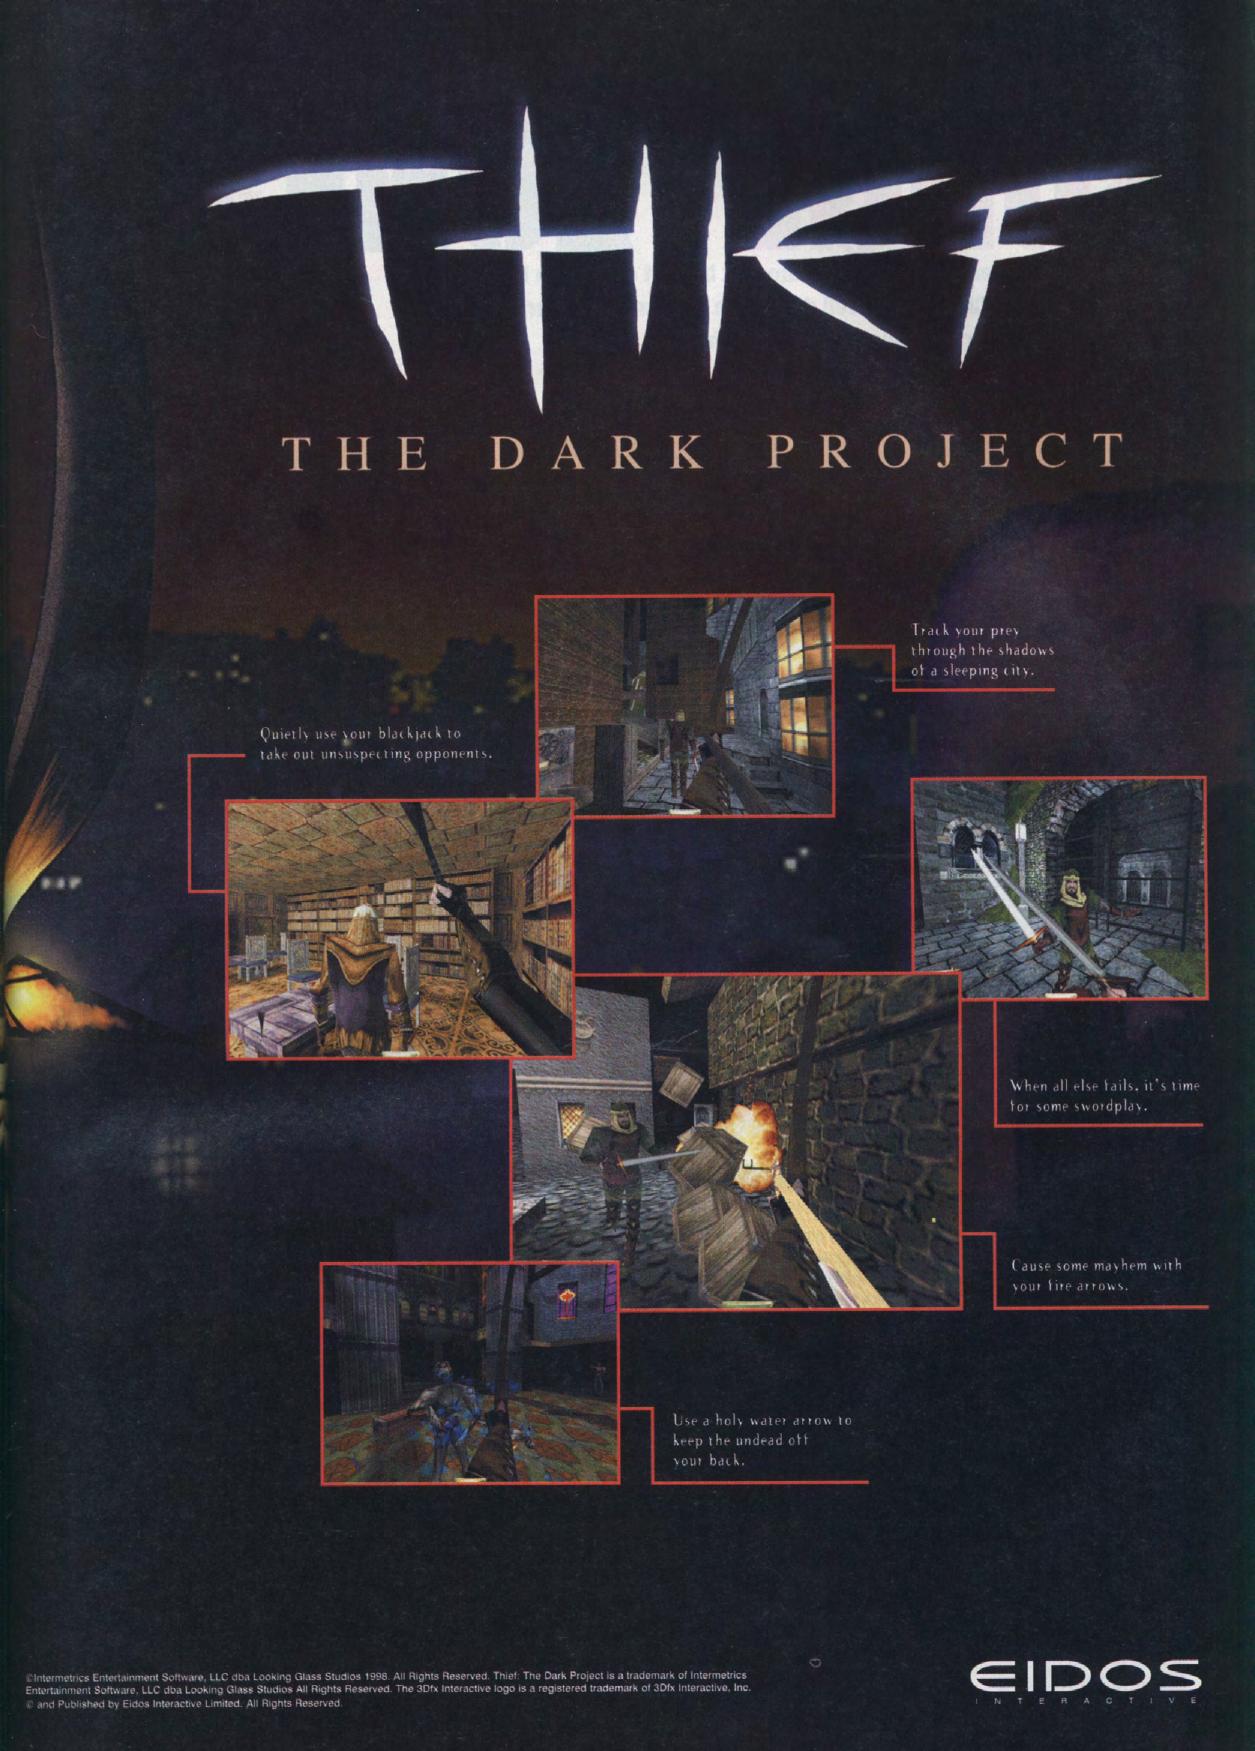 THIEF
THE DARK PROJECT
Track your prey
through the shadows
of a sleeping city.
Quietly use your blackjack to
take out unsuspecting opponents.
When all else fails, it's time
for some swordplay.
Cause some mayhem with
your fire arrows.
Use a holy water arrow to
keep the undead off
your back.
©Intermetrics Entertainment Software, LLC dba Looking Glass Studios 1998. All Rights Reserved. Thief: The Dark Project is a trademark of Intermetrics
Entertainment Software, LLC dba Looking Glass Studios All Rights Reserved. The 3Dfx Interactive logo is a registered trademark of 3Dfx Interactive, Inc.
© and Published by Eidos Interactive Limited. All Rights Reserved.
EIDOS
INTERACTIVE